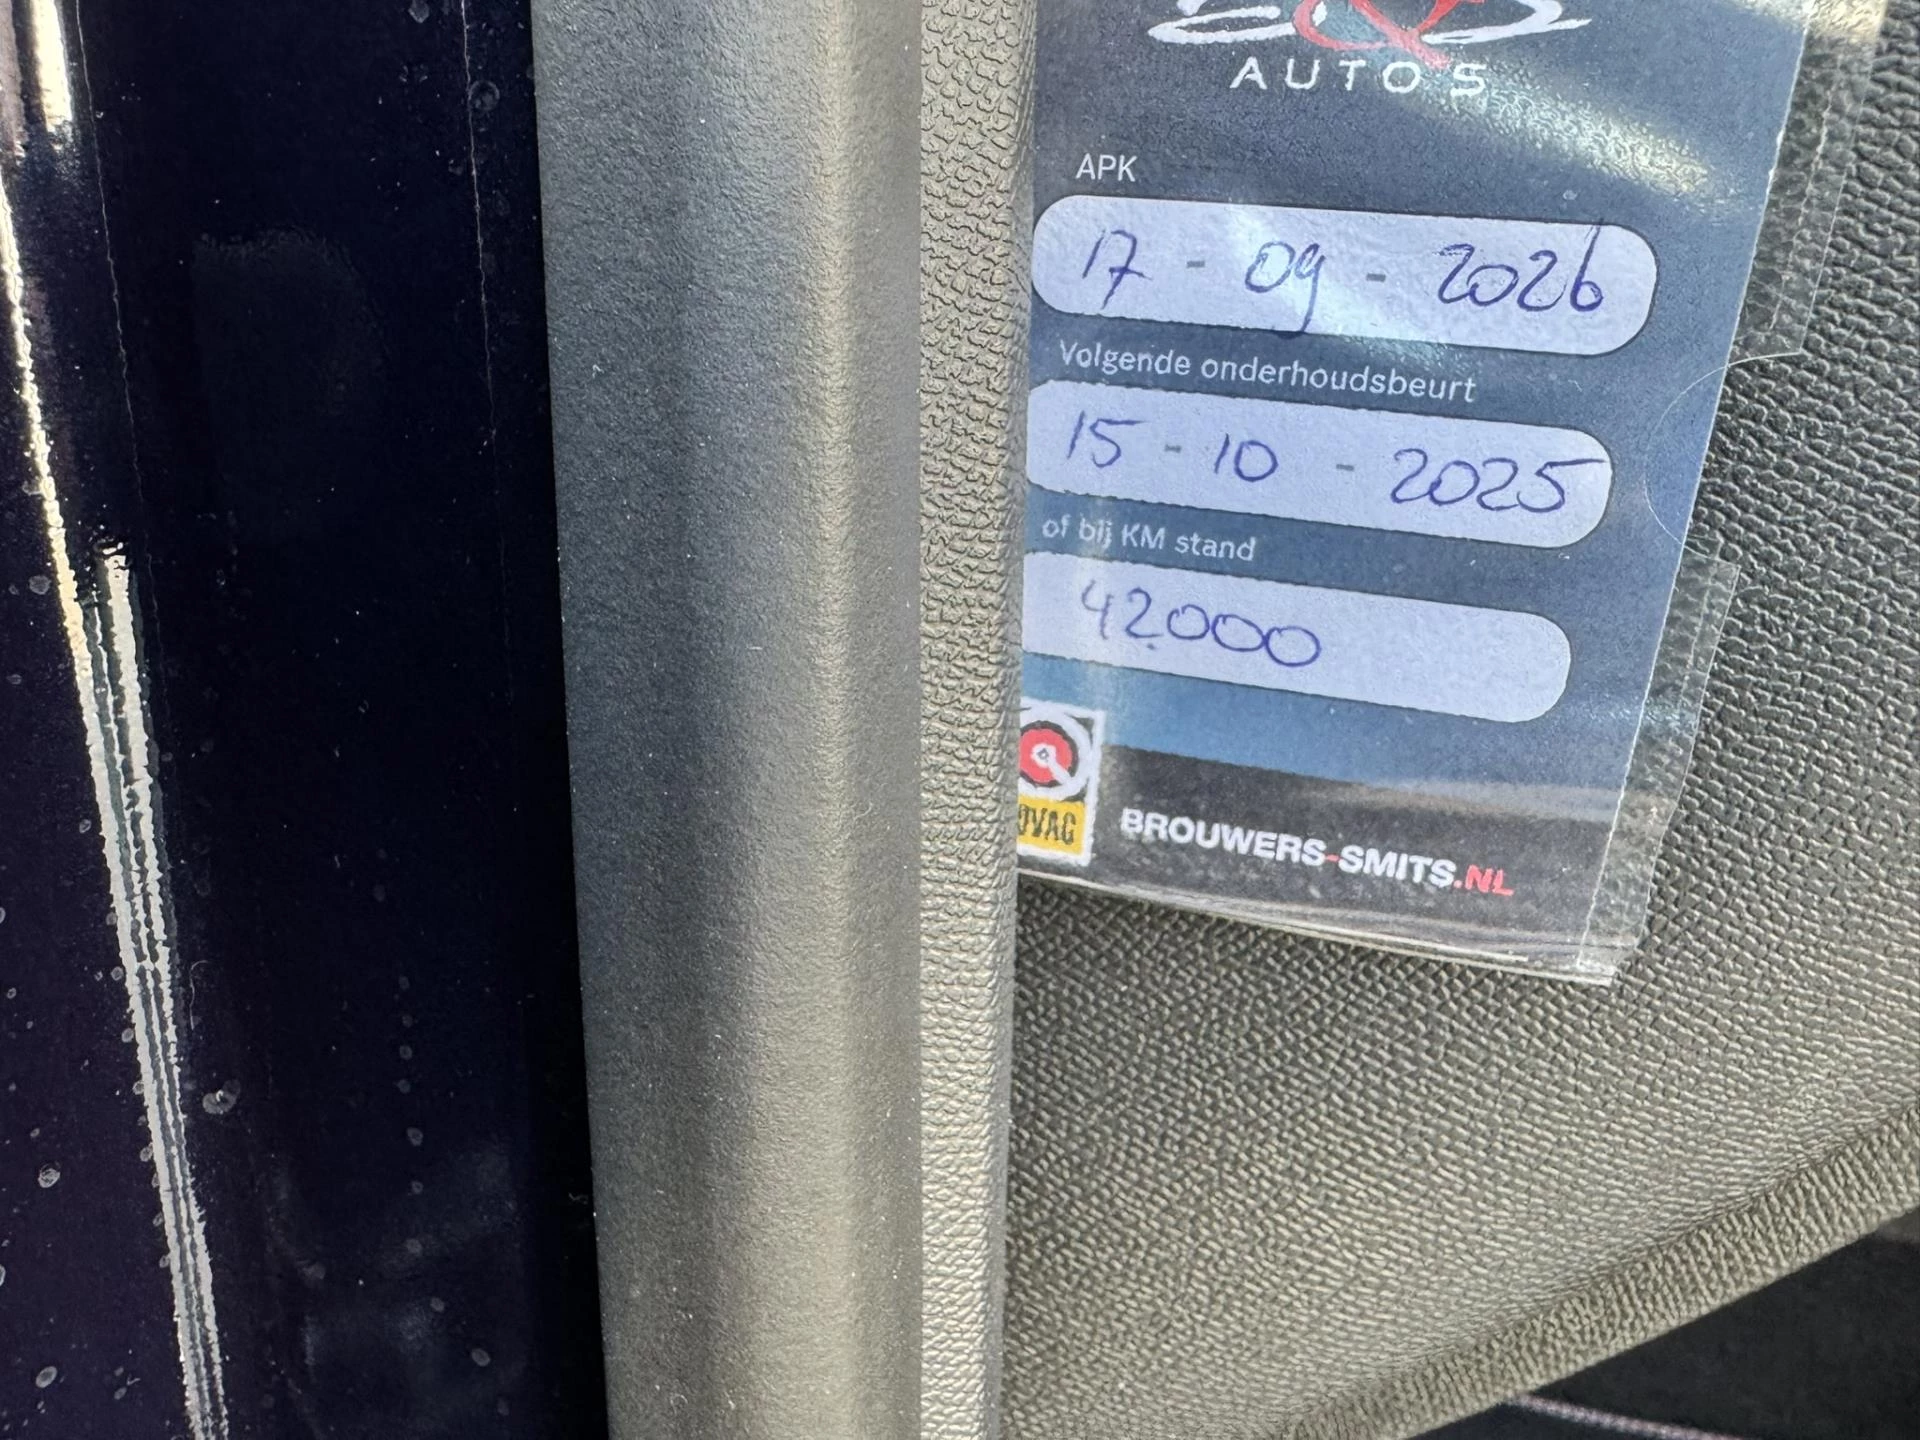 AUTO'S
APK
17 - 09 - 2026
Volgende onderhoudsbeurt
15 - 10 - 2025
of bij KM stand
42.000
BROUWERS-SMITS.NL